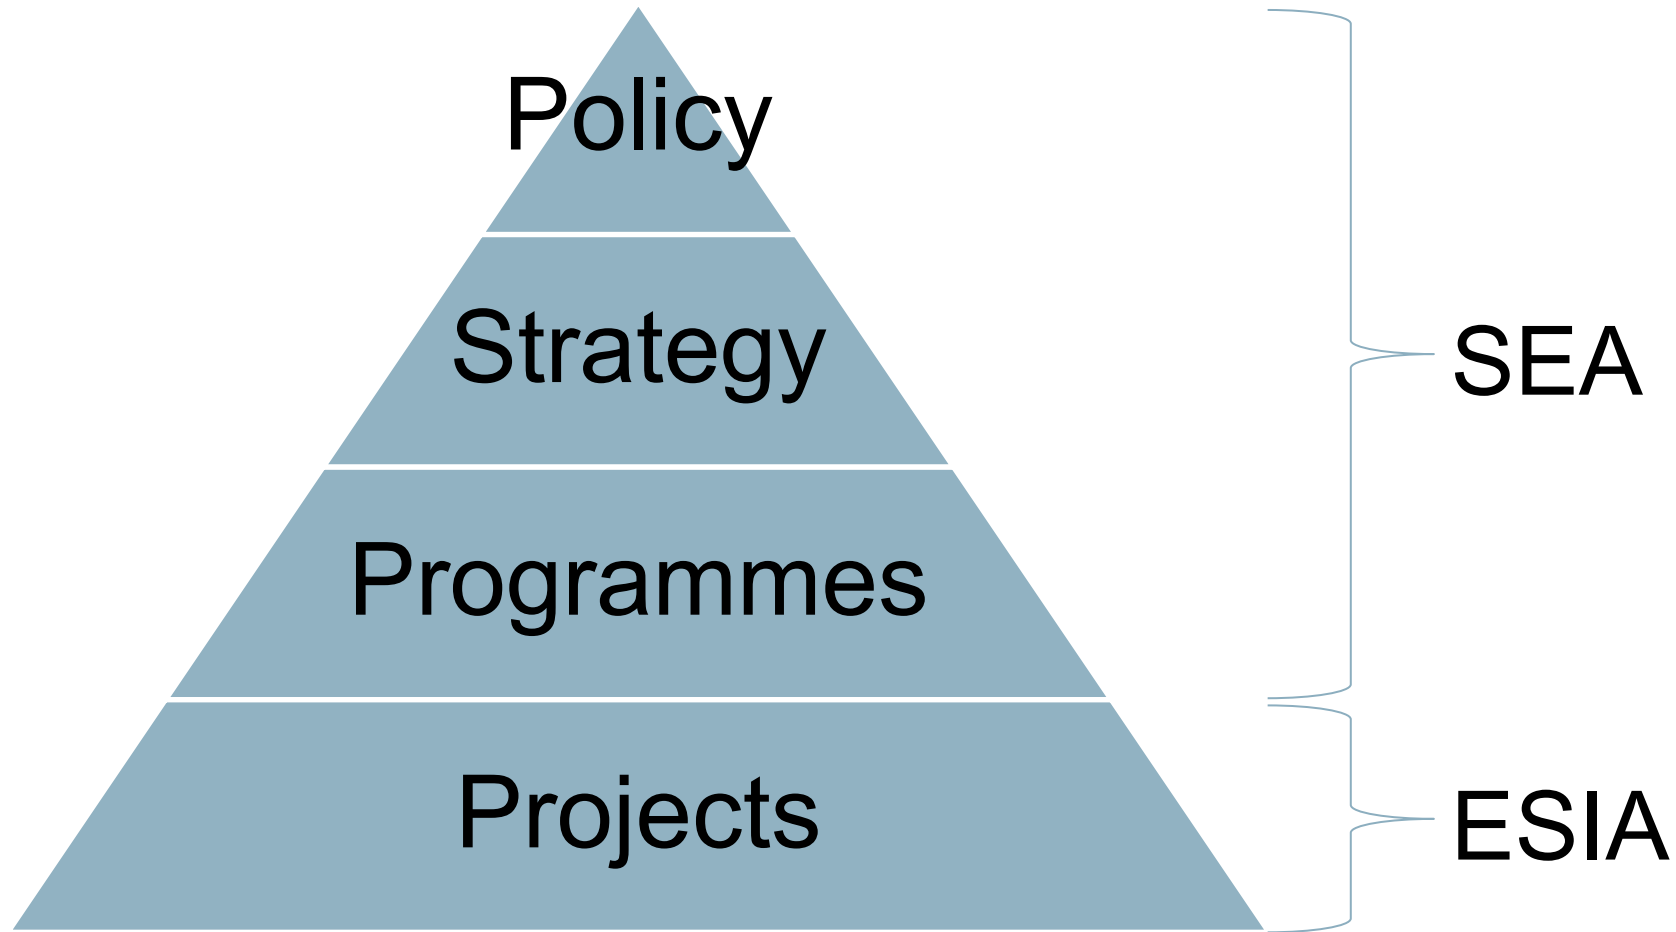 Policy
Strategy
SEA
Programmes
Projects
ESIA